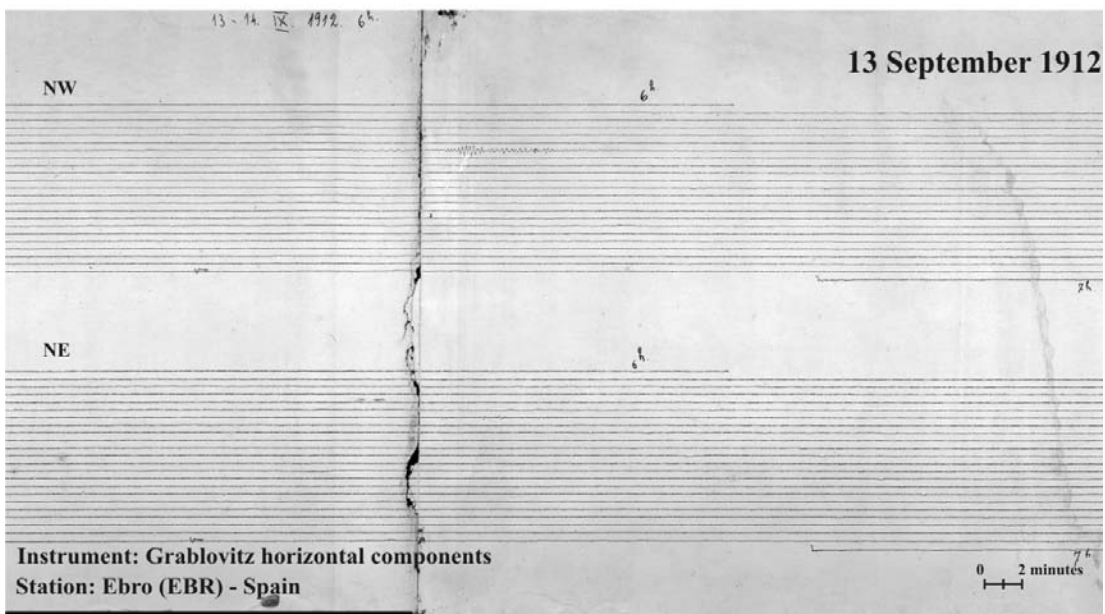 13-14. IX. 1912. 6h.
13 September 1912
NW
6h
7h.
NE
6h.
7h.
Instrument: Grablovitz horizontal components
Station: Ebro (EBR) - Spain
0 2 minutes